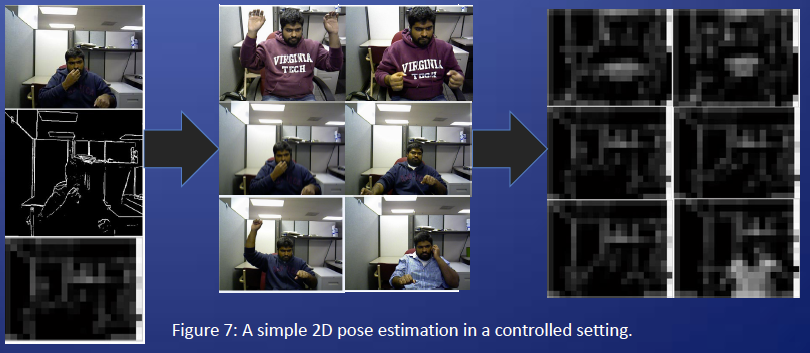 VIRGINIA
TECH
VIRGINIA
TECH
Figure 7: A simple 2D pose estimation in a controlled setting.